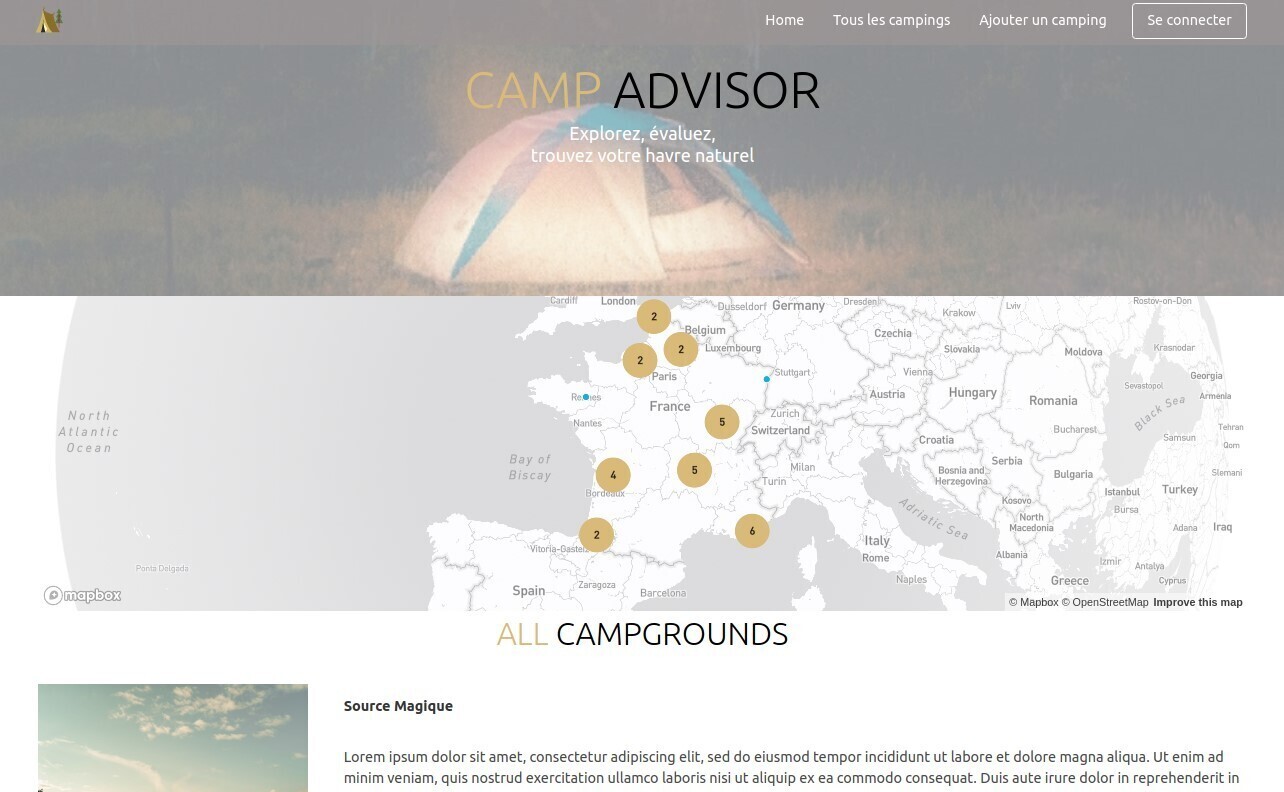 Home Tous les campings Ajouter un camping Se connecter
CAMP ADVISOR
Explorez, évaluez,
trouvez votre havre naturel
Cardiff London Dusseldorf Germany Dresden Lviv Rostov-on-Don
2
Belgium Krakow Krasnodar
Czechia
2 2 Luxembourg Slovakia Moldova
Paris Stuttgart Vienna Georgia
Sevastopol
Rennes France Austria Hungary Romania Armenia
North
Atlantic
Ocean
Nantes 5 Zurich Black Sea
Switzerland Bucharest Tehran
Croatia Samsun Qom
Bay of
Biscay
4 5 Milan Bosnia and
Herzegovina
Serbia Bulgaria Slemani
Turin
Bordeaux Istanbul Turkey
Kosovo
Adriatic Sea Bursa
2 6 North
Macedonia
Adana Iraq
Italy
Rome
Albania Izmir Antalya
Ponta Delgada Naples Greece Cyprus
Spain Zaragoza Barcelona
mapbox © Mapbox © OpenStreetMap Improve this map
ALL CAMPGROUNDS
Source Magique
Lorem ipsum dolor sit amet, consectetur adipiscing elit, sed do eiusmod tempor incididunt ut labore et dolore magna aliqua. Ut enim ad
minim veniam, quis nostrud exercitation ullamco laboris nisi ut aliquip ex ea commodo consequat. Duis aute irure dolor in reprehenderit in